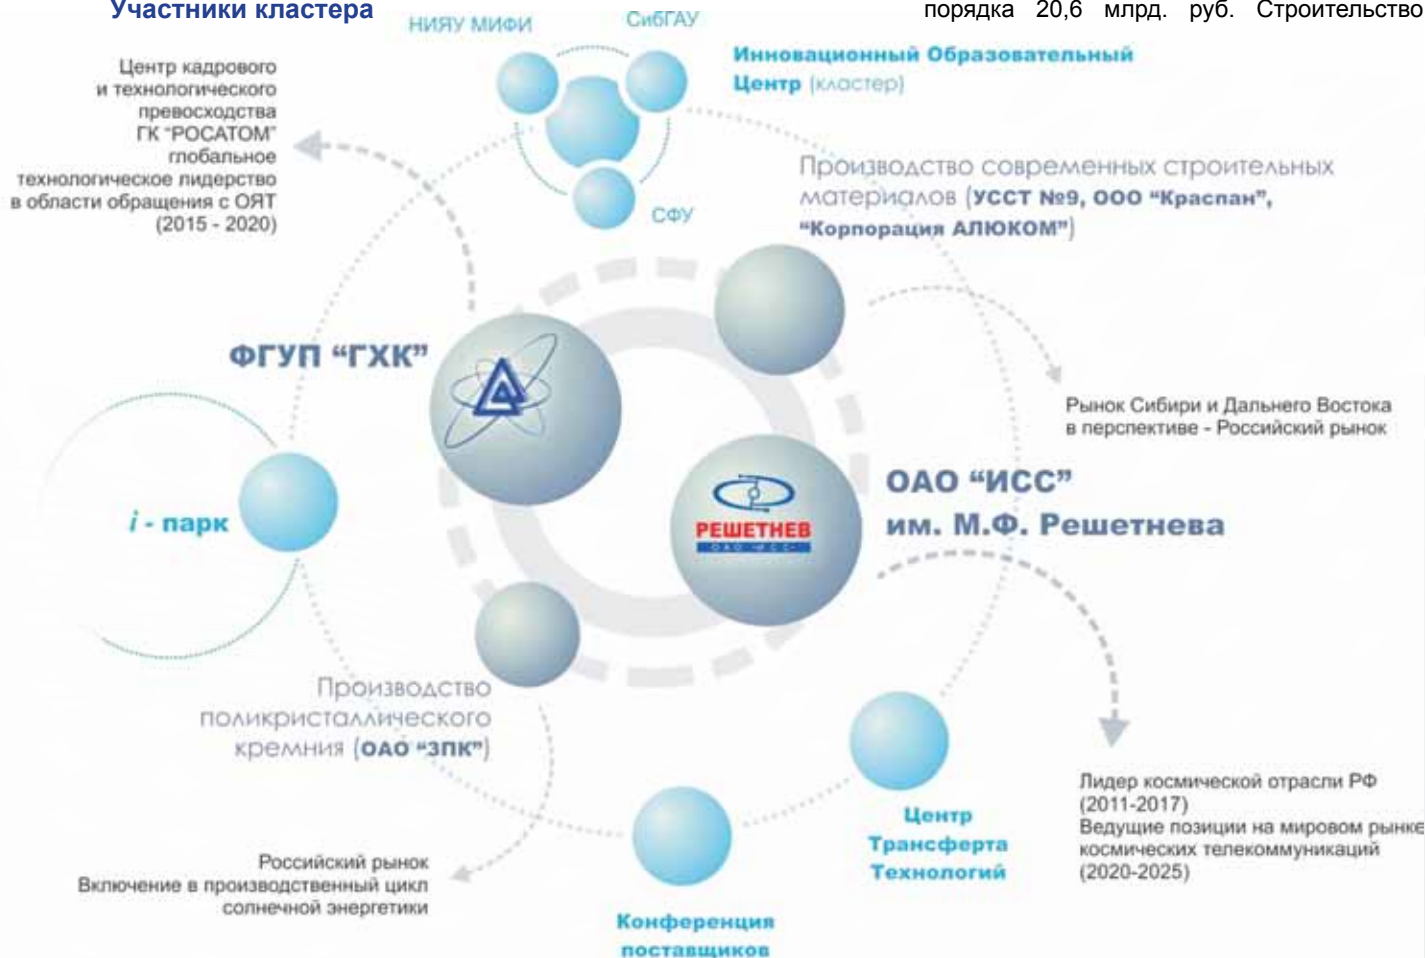 Участники кластера
порядка 20,6 млрд. руб. Строительство
НИЯУ МИФИ
СибГАУ
Инновационный Образовательный
Центр (кластер)
Центр кадрового
и технологического
превосходства
ГК "РОСАТОМ"
глобальное
технологическое лидерство
в области обращения с ОЯТ
(2015 - 2020)
СФУ
Производство современных строительных
материалов (УССТ №9, ООО "Краспан",
"Корпорация АЛЮКОМ")
ФГУП "ГХК"
Рынок Сибири и Дальнего Востока
в перспективе - Российский рынок
ОАО "ИСС"
им. М.Ф. Решетнева
РЕШЕТНЕВ
ОАО "ИСС"
i - парк
Производство
поликристаллического
кремния (ОАО "ЗПК")
Центр
Трансферта
Технологий
Лидер космической отрасли РФ
(2011-2017)
Ведущие позиции на мировом рынке
космических телекоммуникаций
(2020-2025)
Российский рынок
Включение в производственный цикл
солнечной энергетики
Конференция
поставщиков